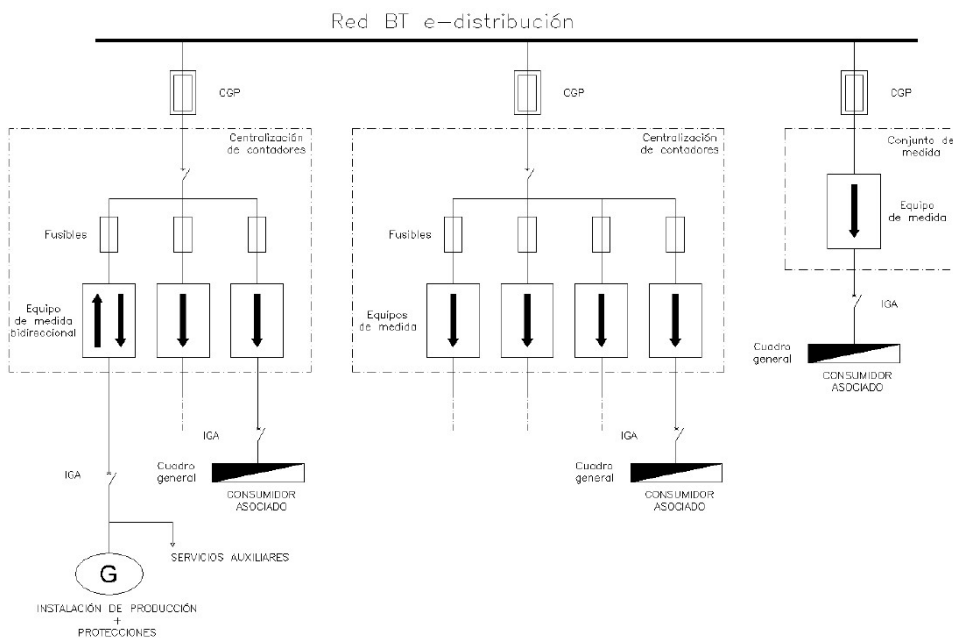 Red BT e-distribución
CGP
CGP
CGP
Centralización
de contadores
Centralización
de contadores
Conjunto de
medida
Fusibles
Fusibles
Equipo
de medida
Equipo
de medida
bidireccional
Equipos
de medida
IGA
Cuadro
general
CONSUMIDOR
ASOCIADO
IGA
IGA
Cuadro
general
CONSUMIDOR
ASOCIADO
Cuadro
general
CONSUMIDOR
ASOCIADO
IGA
SERVICIOS AUXILIARES
G
INSTALACIÓN DE PRODUCCIÓN
+
PROTECCIONES